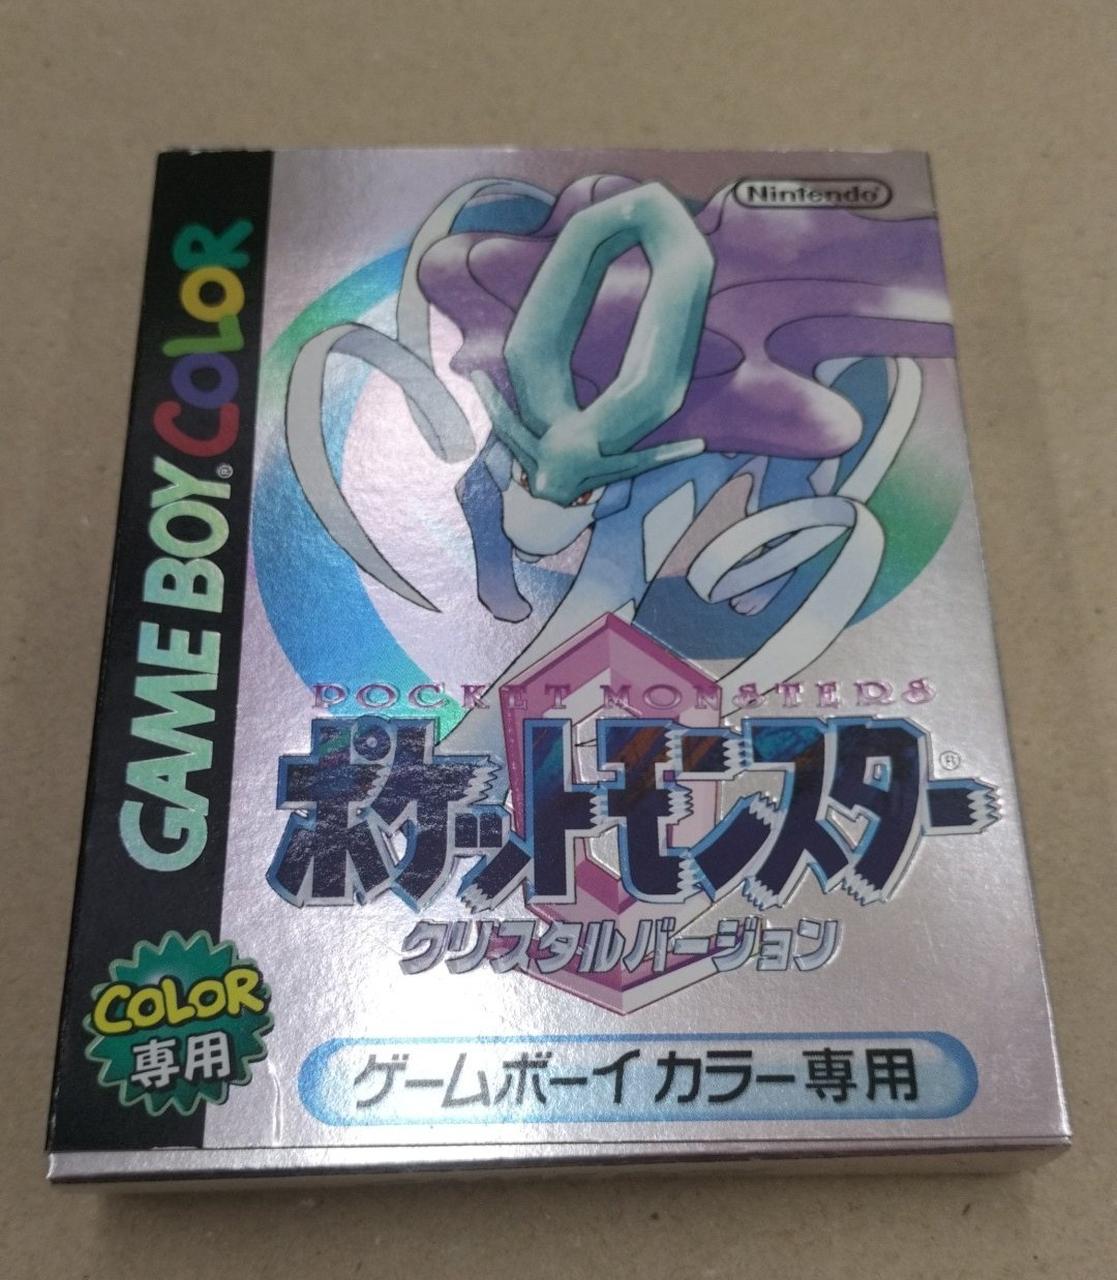 Nintendo®
GAME BOY® COLOR
POCKET MONSTERS
ポケットモンスター®
クリスタルバージョン
COLOR
専用
ゲームボーイ カラー専用